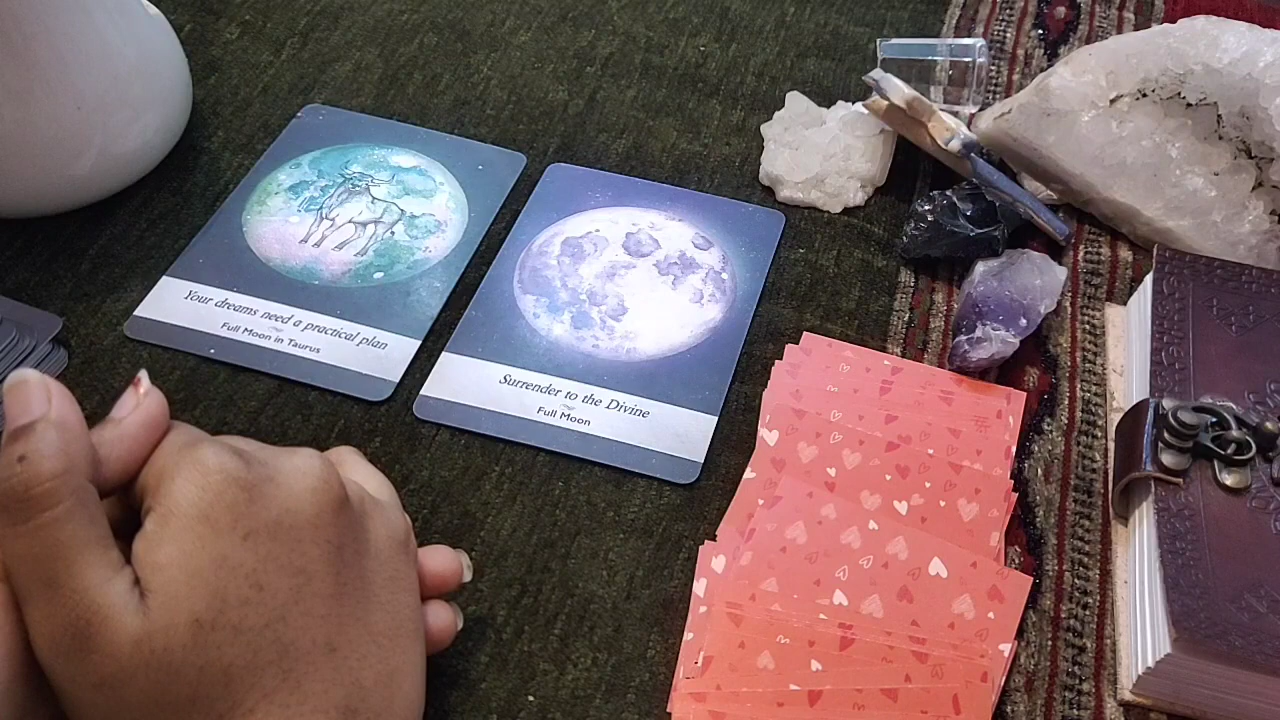 Your dreams need a practical plan
Full Moon in Taurus
Surrender to the Divine
Full Moon